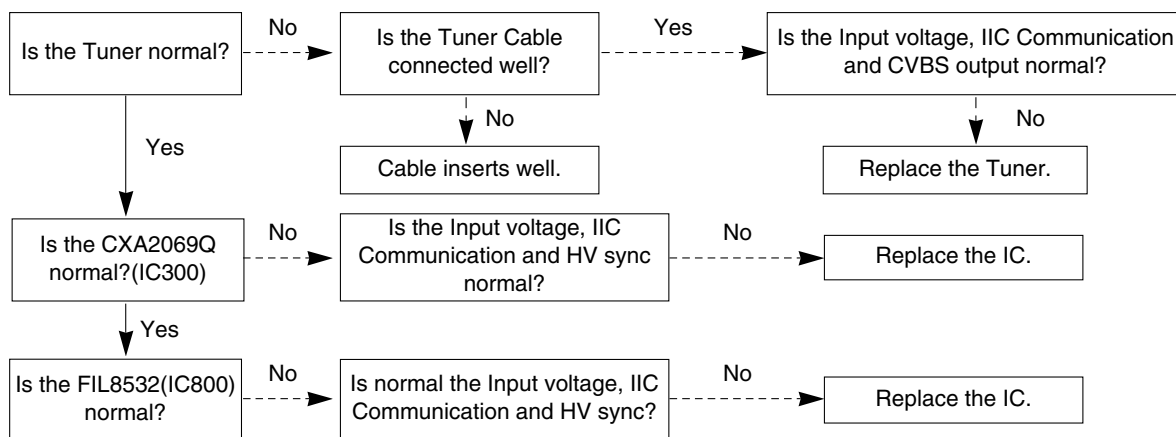 Is the Tuner normal?
No
Is the Tuner Cable
connected well?
Yes
Is the Input voltage, IIC Communication
and CVBS output normal?
Yes
No
No
Cable inserts well.
Replace the Tuner.
Is the CXA2069Q
normal?(IC300)
No
Is the Input voltage, IIC
Communication and HV sync
normal?
No
Replace the IC.
Yes
Is the FIL8532(IC800)
normal?
No
Is normal the Input voltage, IIC
Communication and HV sync?
No
Replace the IC.